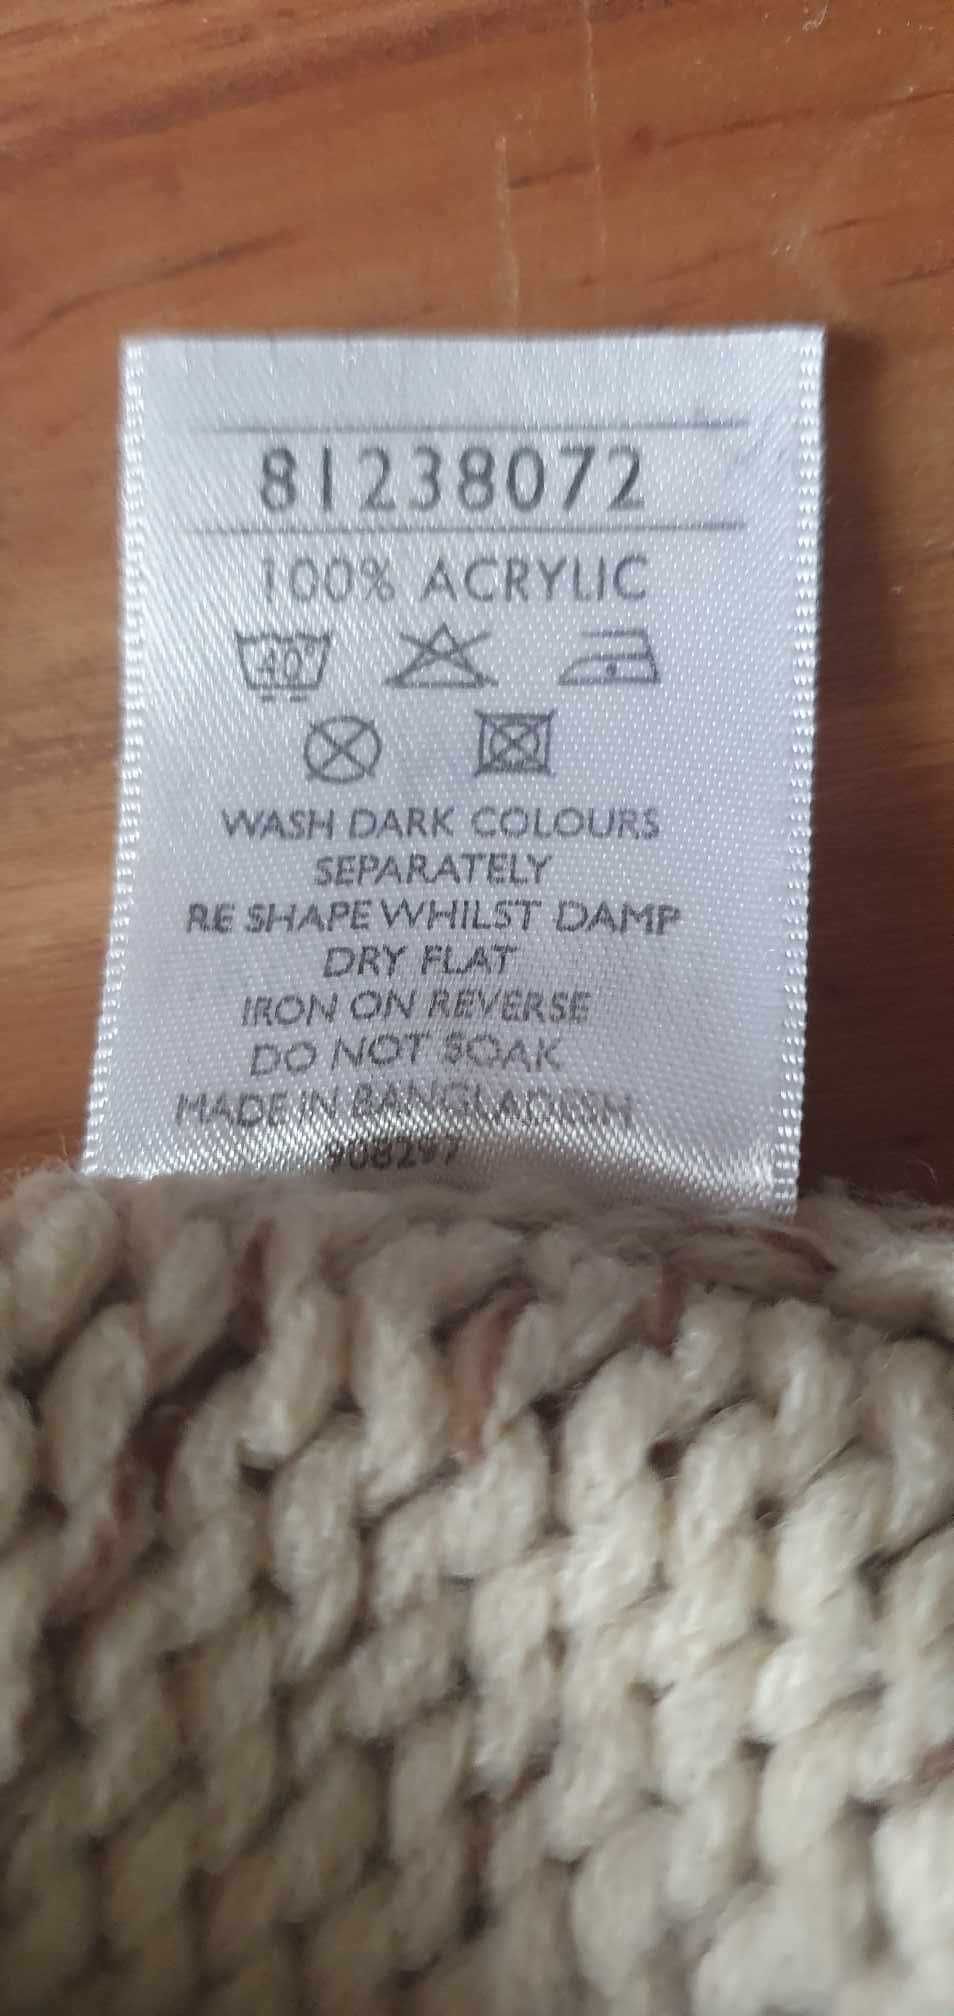 81238072
100% ACRYLIC
40°
WASH DARK COLOURS
SEPARATELY
RE SHAPE WHILST DAMP
DRY FLAT
IRON ON REVERSE
DO NOT SOAK
MADE IN BANGLADESH
908297